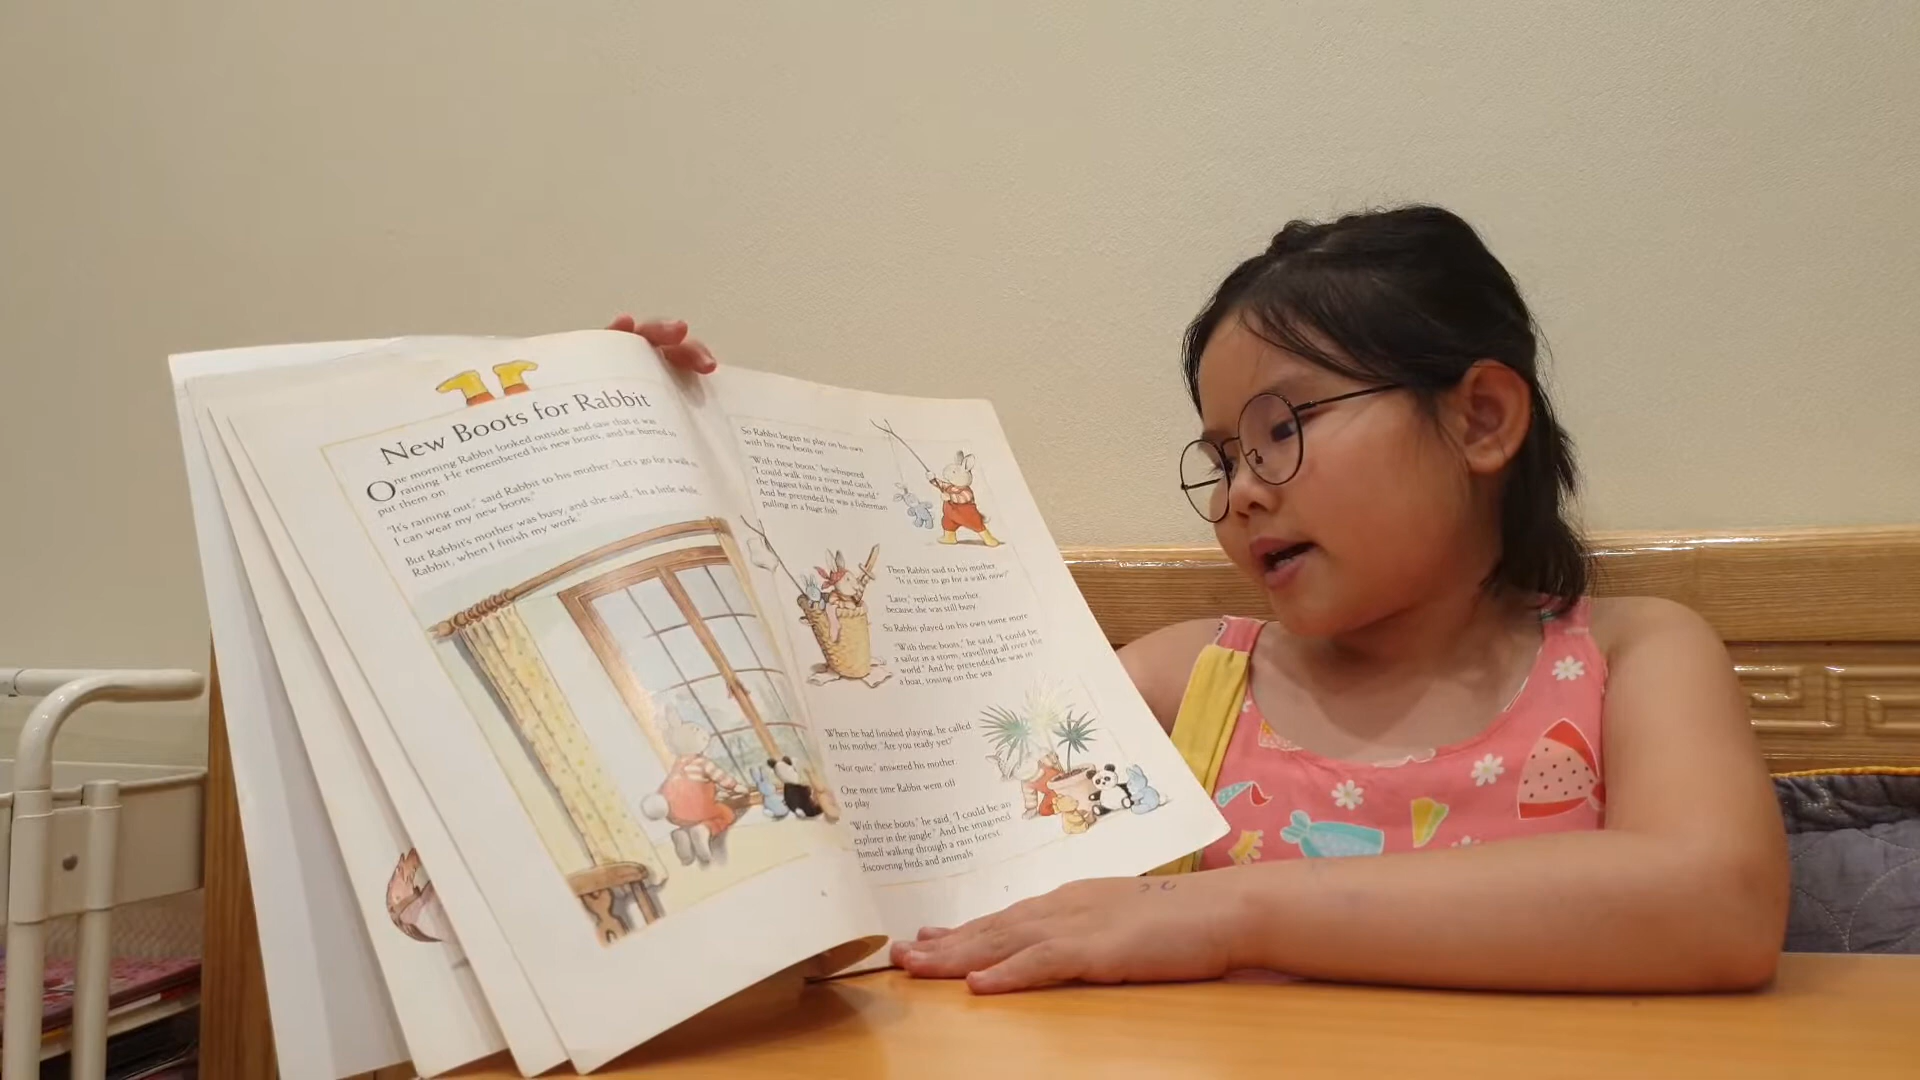 New Boots for Rabbit
One morning Rabbit looked outside and saw that it was
raining. He remembered his new boots, and he hurried to
put them on.
"It's raining out," said Rabbit to his mother. "Let's go for a walk so
I can wear my new boots."
But Rabbit's mother was busy, and she said, "In a little while,
Rabbit, when I finish my work."
6
So Rabbit began to play on his own
with his new boots on.
"With these boots," he whispered
"I could walk into a river and catch
the biggest fish in the whole world."
And he pretended he was a fisherman
pulling in a huge fish.
Then Rabbit said to his mother,
"Is it time to go for a walk now?"
"Later," replied his mother,
because she was still busy.
So Rabbit played on his own some more.
"With these boots," he said, "I could be
a sailor in a storm, travelling all over the
world." And he pretended he was in
a boat, tossing on the sea.
When he had finished playing, he called
to his mother, "Are you ready yet?"
"Not quite," answered his mother.
One more time Rabbit went off
to play.
"With these boots," he said, "I could be an
explorer in the jungle." And he imagined
himself walking through a rain forest,
discovering birds and animals.
7